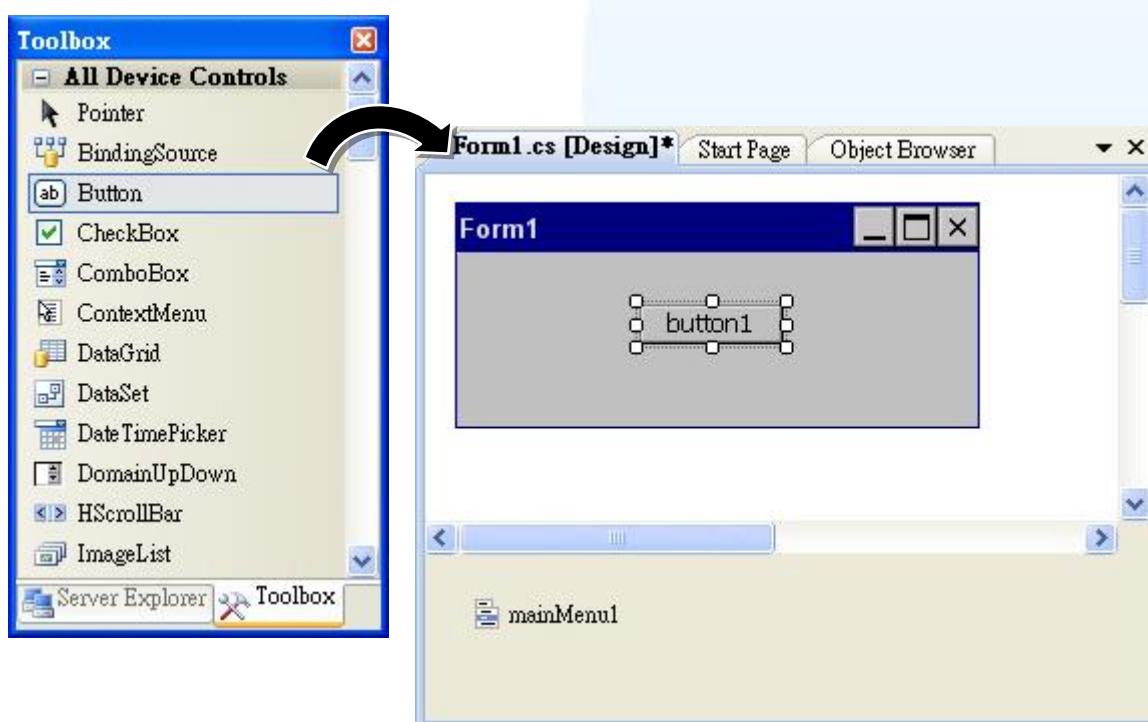 Toolbox
All Device Controls
Pointer
BindingSource
ab Button
CheckBox
ComboBox
ContextMenu
DataGrid
DataSet
DateTimePicker
DomainUpDown
HScrollBar
ImageList
Server Explorer Toolbox
Form1.cs [Design]* Start Page Object Browser
Form1
button1
mainMenu1